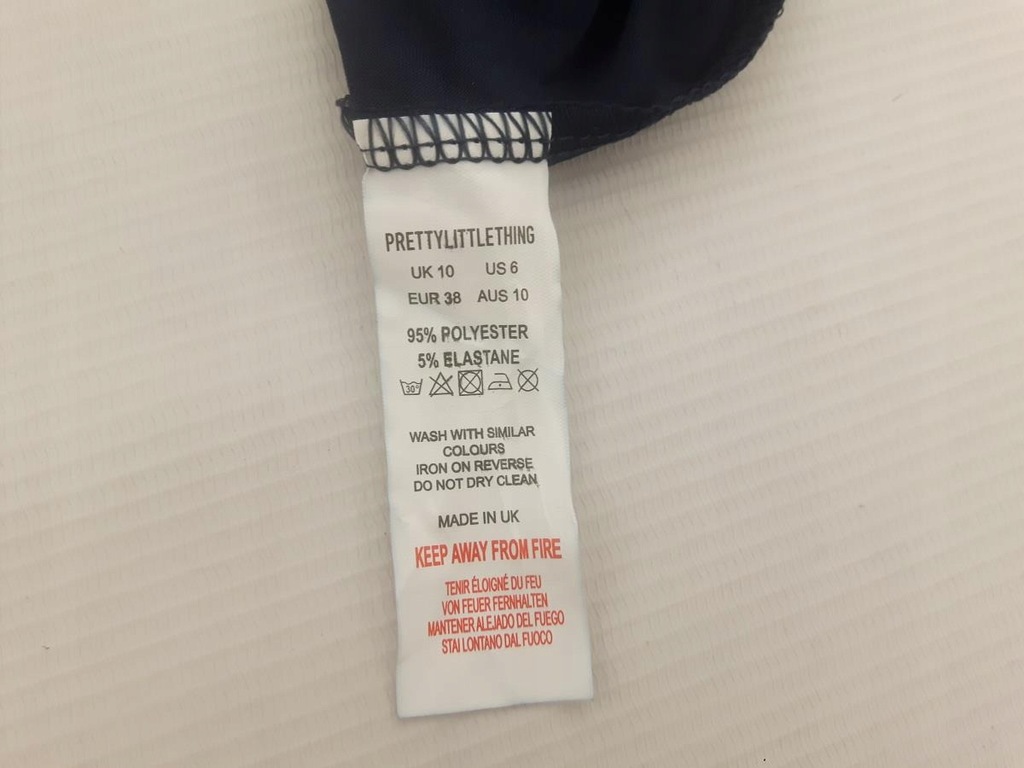 PRETTYLITTLETHING
UK 10 US 6
EUR 38 AUS 10
95% POLYESTER
5% ELASTANE
30°
WASH WITH SIMILAR
COLOURS
IRON ON REVERSE
DO NOT DRY CLEAN
MADE IN UK
KEEP AWAY FROM FIRE
TENIR ÉLOIGNÉ DU FEU
VON FEUER FERNHALTEN
MANTENER ALEJADO DEL FUEGO
STAI LONTANO DAL FUOCO